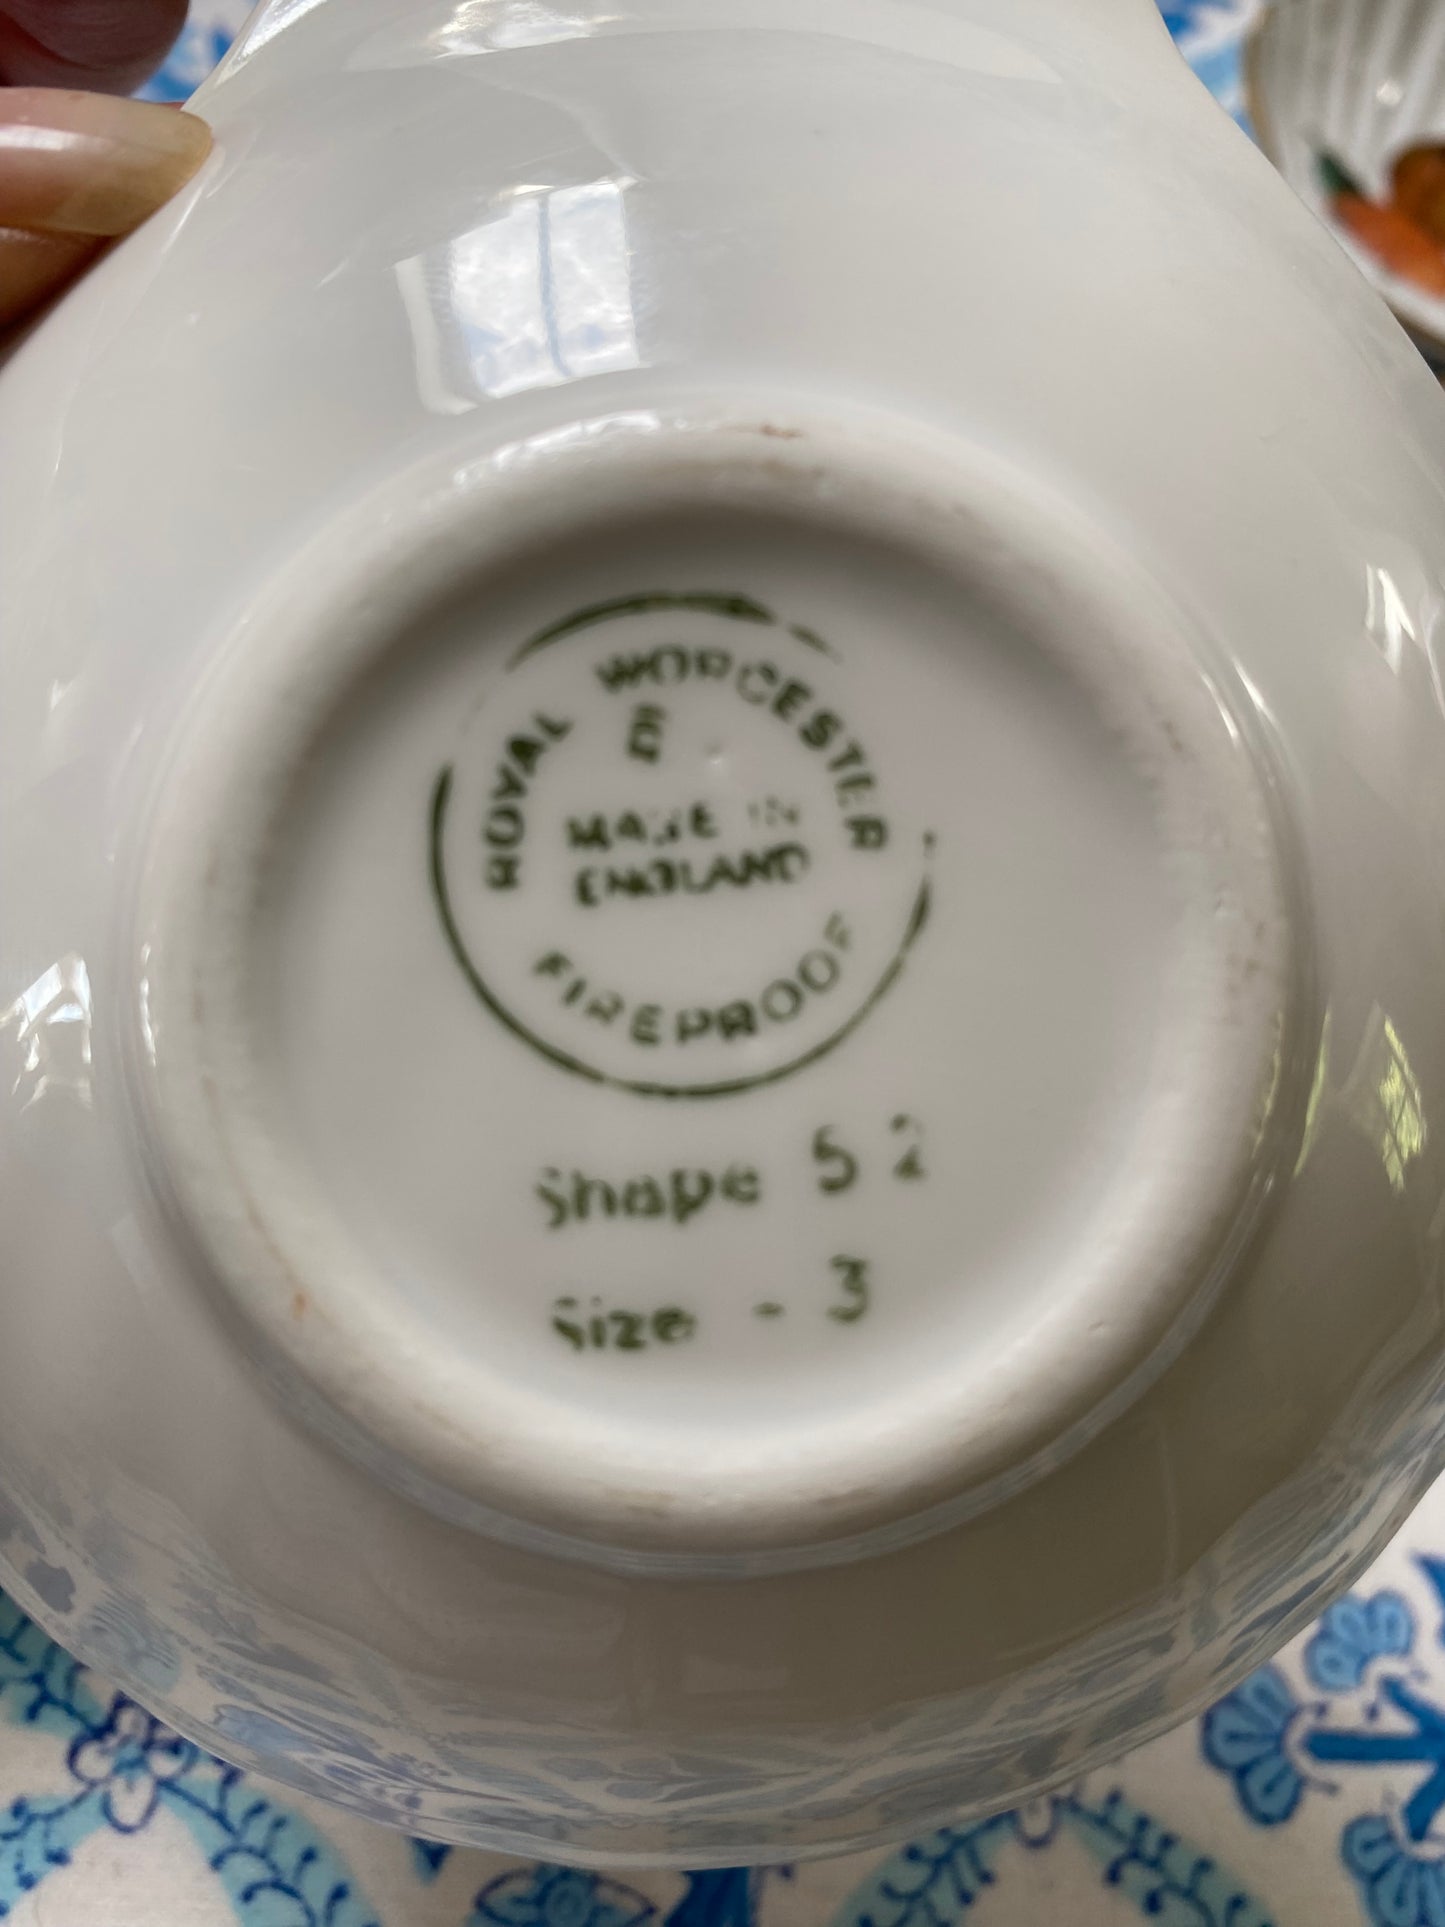 ROYAL WORCESTER
MADE IN
ENGLAND
FIREPROOF
Shape 52
Size - 3